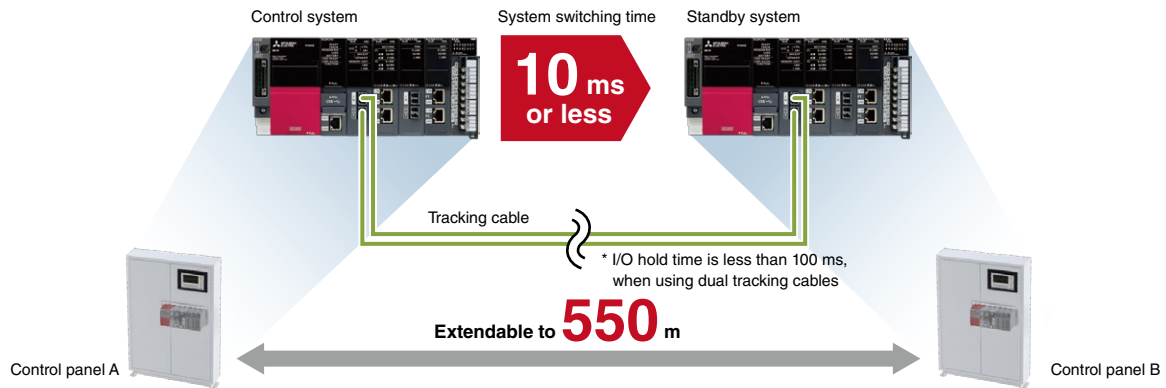 Control system
System switching time
Standby system
10 ms
or less
Tracking cable
* I/O hold time is less than 100 ms,
when using dual tracking cables
Extendable to 550 m
Control panel A
Control panel B